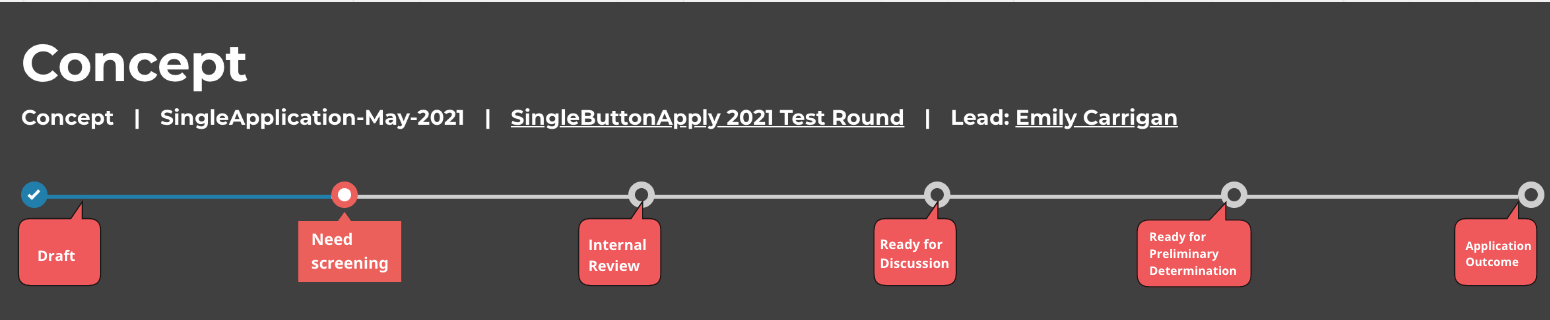 Concept
Concept | SingleApplication-May-2021 | SingleButtonApply 2021 Test Round | Lead: Emily Carrigan
Draft
Need
screening
Internal
Review
Ready for
Discussion
Ready for
Preliminary
Determination
Application
Outcome